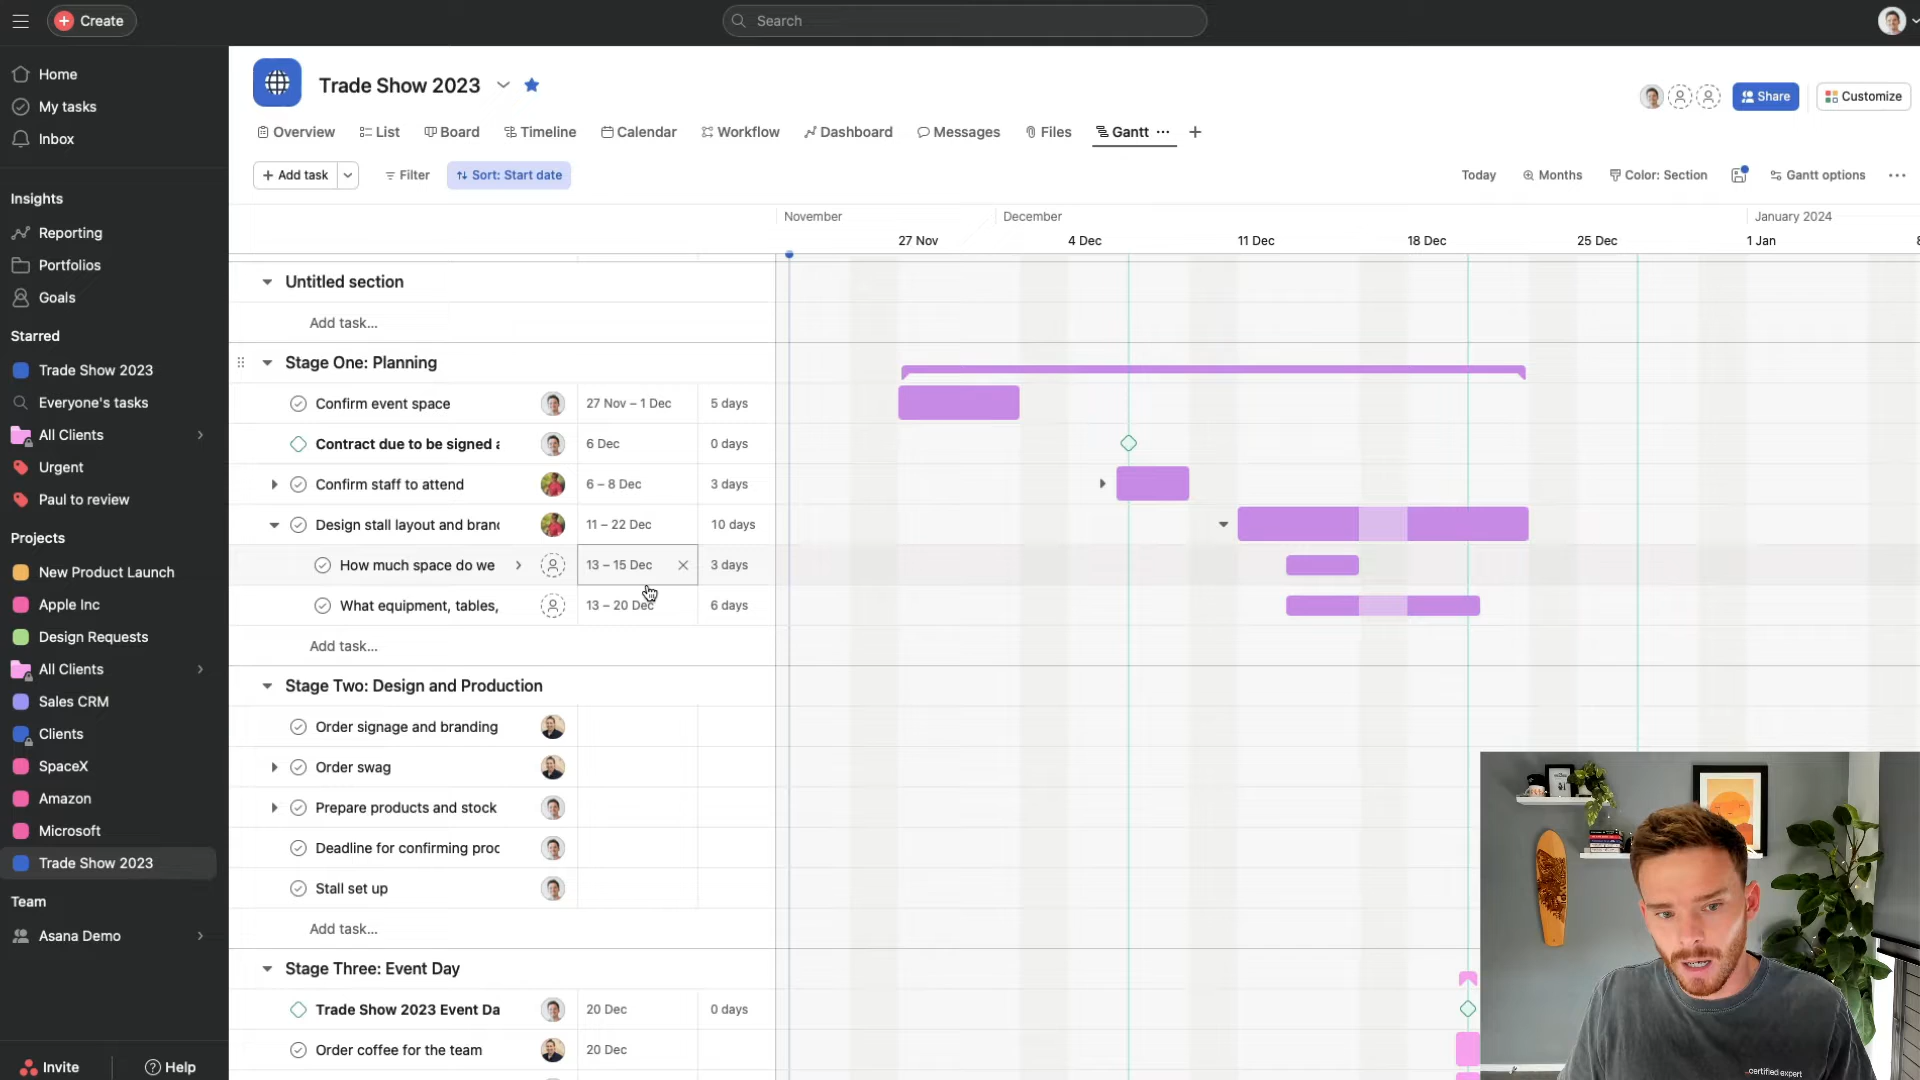 Create
Search
Home
My tasks
Inbox
Insights
Reporting
Portfolios
Goals
Starred
Trade Show 2023
Everyone's tasks
All Clients
Urgent
Paul to review
Projects
New Product Launch
Apple Inc
Design Requests
All Clients
Sales CRM
Clients
SpaceX
Amazon
Microsoft
Trade Show 2023
Team
Asana Demo
Invite
Help
Trade Show 2023
Share
Customize
Overview
List
Board
Timeline
Calendar
Workflow
Dashboard
Messages
Files
Gantt
Add task
Filter
Sort: Start date
Today
Months
Color: Section
Gantt options
November
December
January 2024
27 Nov
4 Dec
11 Dec
18 Dec
25 Dec
1 Jan
8
Untitled section
Add task...
Stage One: Planning
Confirm event space 27 Nov – 1 Dec 5 days
Contract due to be signed a 6 Dec 0 days
Confirm staff to attend 6 – 8 Dec 3 days
Design stall layout and branc 11 – 22 Dec 10 days
How much space do we 13 – 15 Dec 3 days
What equipment, tables, 13 – 20 Dec 6 days
Add task...
Stage Two: Design and Production
Order signage and branding
Order swag
Prepare products and stock
Deadline for confirming proc
Stall set up
Add task...
Stage Three: Event Day
Trade Show 2023 Event Da 20 Dec 0 days
Order coffee for the team 20 Dec
certified expert